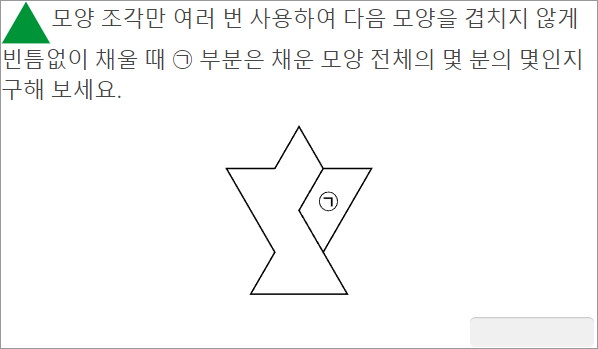 모양 조각만 여러 번 사용하여 다음 모양을 겹치지 않게
빈틈없이 채울 때 ㉠ 부분은 채운 모양 전체의 몇 분의 몇인지
구해 보세요.
㉠